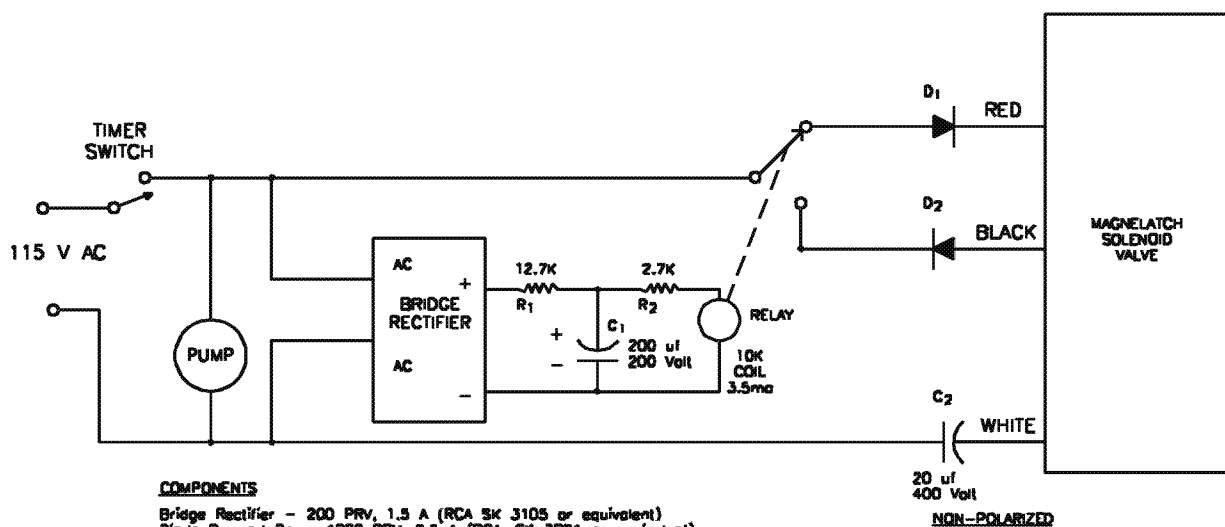 D1
RED
TIMER
SWITCH
115 V AC
D2
BLACK
MAGNELATCH
SOLENOID
VALVE
AC
+
BRIDGE
RECTIFIER
AC
–
12.7K
R1
2.7K
R2
C1
+
–
200 uf
200 Volt
RELAY
10K
COIL
3.5ma
PUMP
C2
WHITE
20 uf
400 Volt
NON-POLARIZED
COMPONENTS
Bridge Rectifier – 200 PRV, 1.5 A (RCA SK 3105 or equivalent)